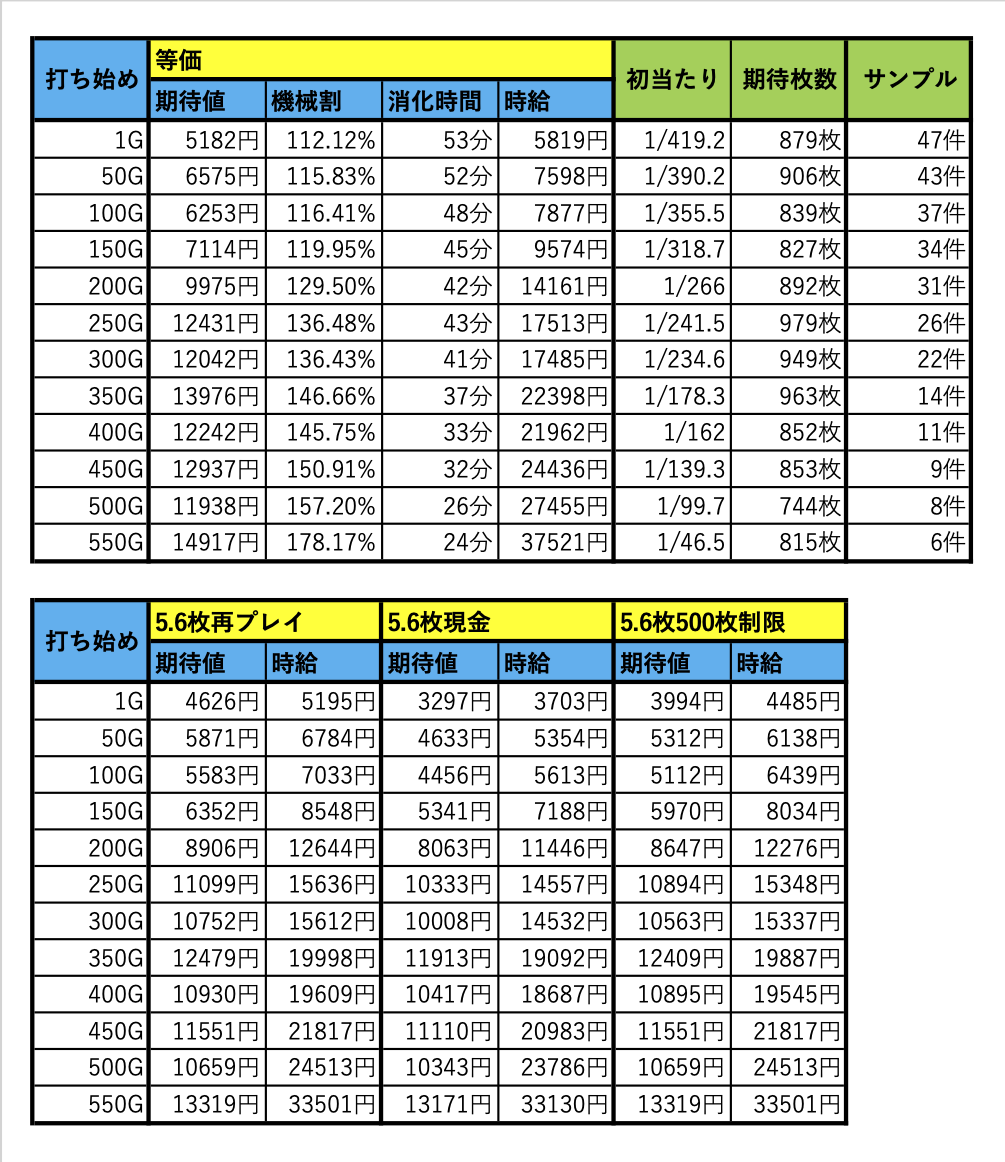 打ち始め 等価 初当たり 期待枚数 サンプル
期待値 機械割 消化時間 時給
1G 5182円 112.12% 53分 5819円 1/419.2 879枚 47件
50G 6575円 115.83% 52分 7598円 1/390.2 906枚 43件
100G 6253円 116.41% 48分 7877円 1/355.5 839枚 37件
150G 7114円 119.95% 45分 9574円 1/318.7 827枚 34件
200G 9975円 129.50% 42分 14161円 1/266 892枚 31件
250G 12431円 136.48% 43分 17513円 1/241.5 979枚 26件
300G 12042円 136.43% 41分 17485円 1/234.6 949枚 22件
350G 13976円 146.66% 37分 22398円 1/178.3 963枚 14件
400G 12242円 145.75% 33分 21962円 1/162 852枚 11件
450G 12937円 150.91% 32分 24436円 1/139.3 853枚 9件
500G 11938円 157.20% 26分 27455円 1/99.7 744枚 8件
550G 14917円 178.17% 24分 37521円 1/46.5 815枚 6件
打ち始め 5.6枚再プレイ 5.6枚現金 5.6枚500枚制限
期待値 時給 期待値 時給 期待値 時給
1G 4626円 5195円 3297円 3703円 3994円 4485円
50G 5871円 6784円 4633円 5354円 5312円 6138円
100G 5583円 7033円 4456円 5613円 5112円 6439円
150G 6352円 8548円 5341円 7188円 5970円 8034円
200G 8906円 12644円 8063円 11446円 8647円 12276円
250G 11099円 15636円 10333円 14557円 10894円 15348円
300G 10752円 15612円 10008円 14532円 10563円 15337円
350G 12479円 19998円 11913円 19092円 12409円 19887円
400G 10930円 19609円 10417円 18687円 10895円 19545円
450G 11551円 21817円 11110円 20983円 11551円 21817円
500G 10659円 24513円 10343円 23786円 10659円 24513円
550G 13319円 33501円 13171円 33130円 13319円 33501円